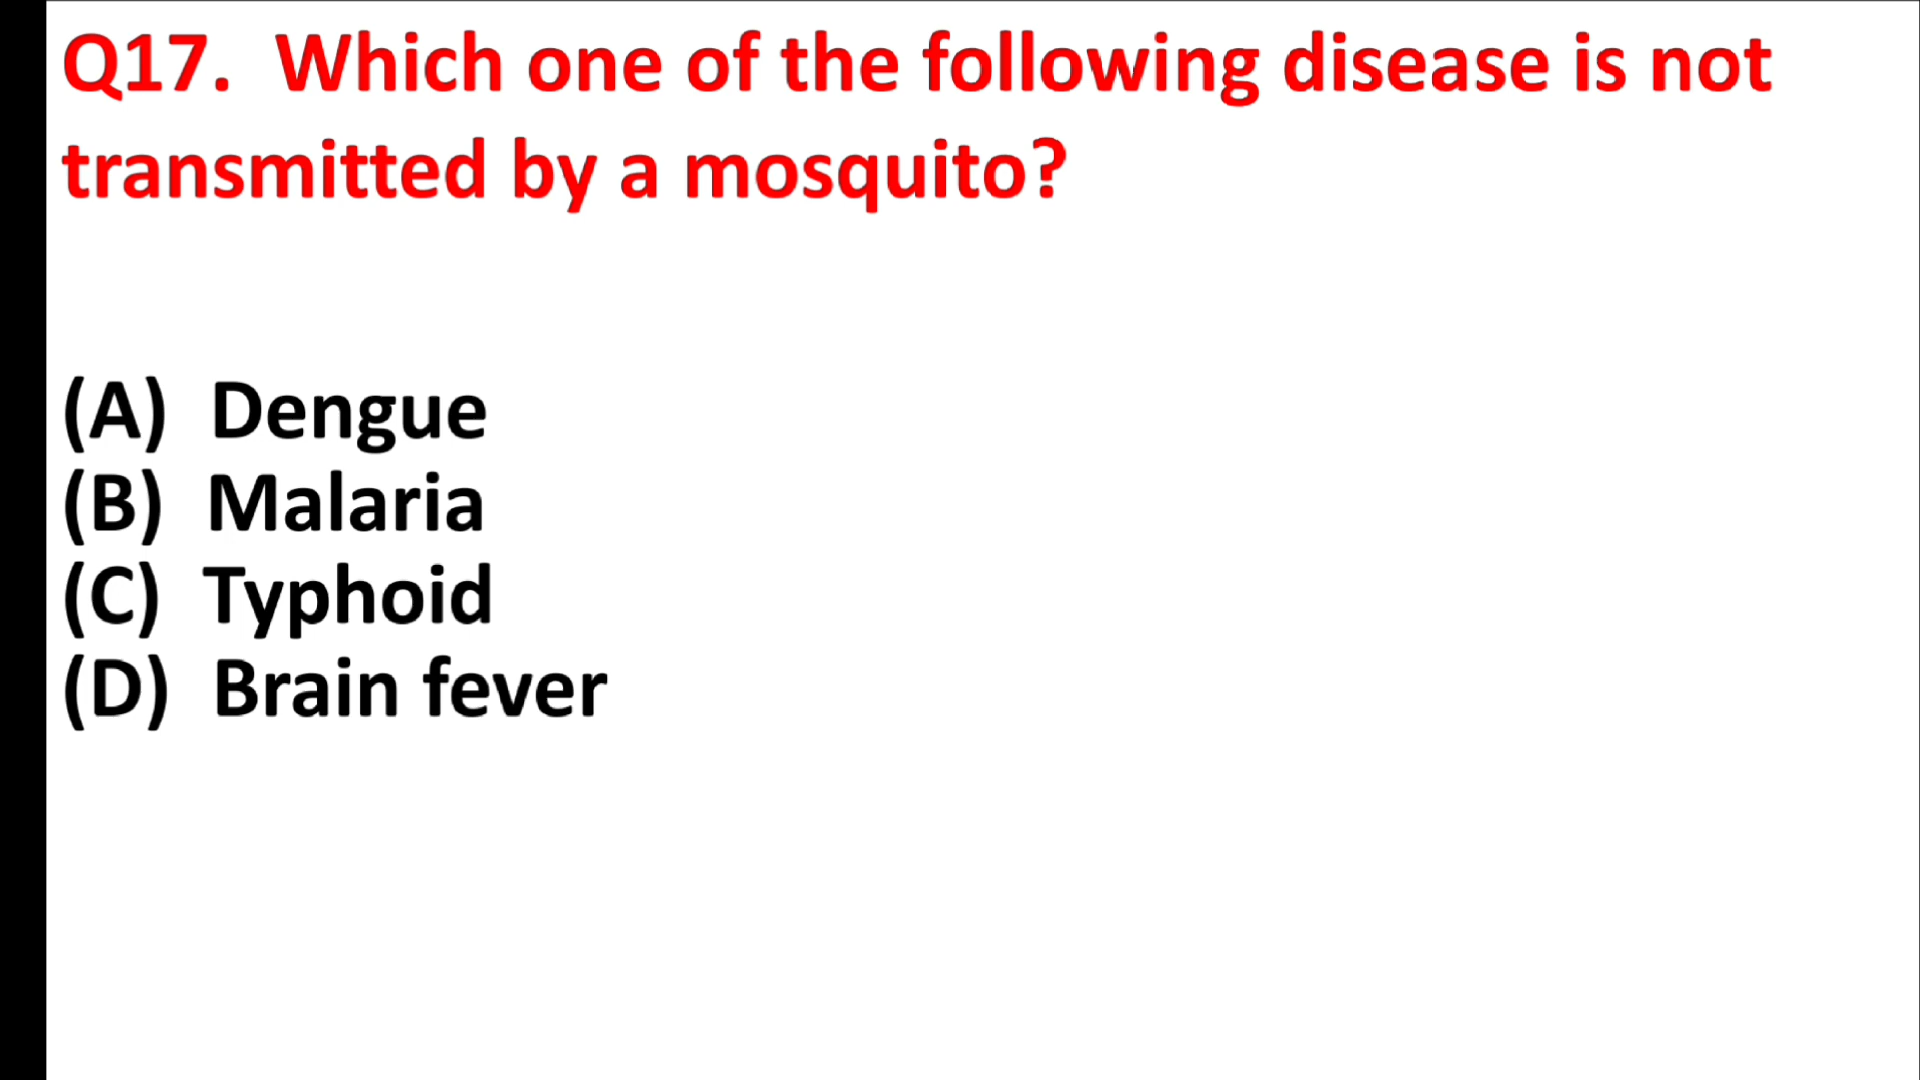 Q17. Which one of the following disease is not
transmitted by a mosquito?
(A) Dengue
(B) Malaria
(C) Typhoid
(D) Brain fever